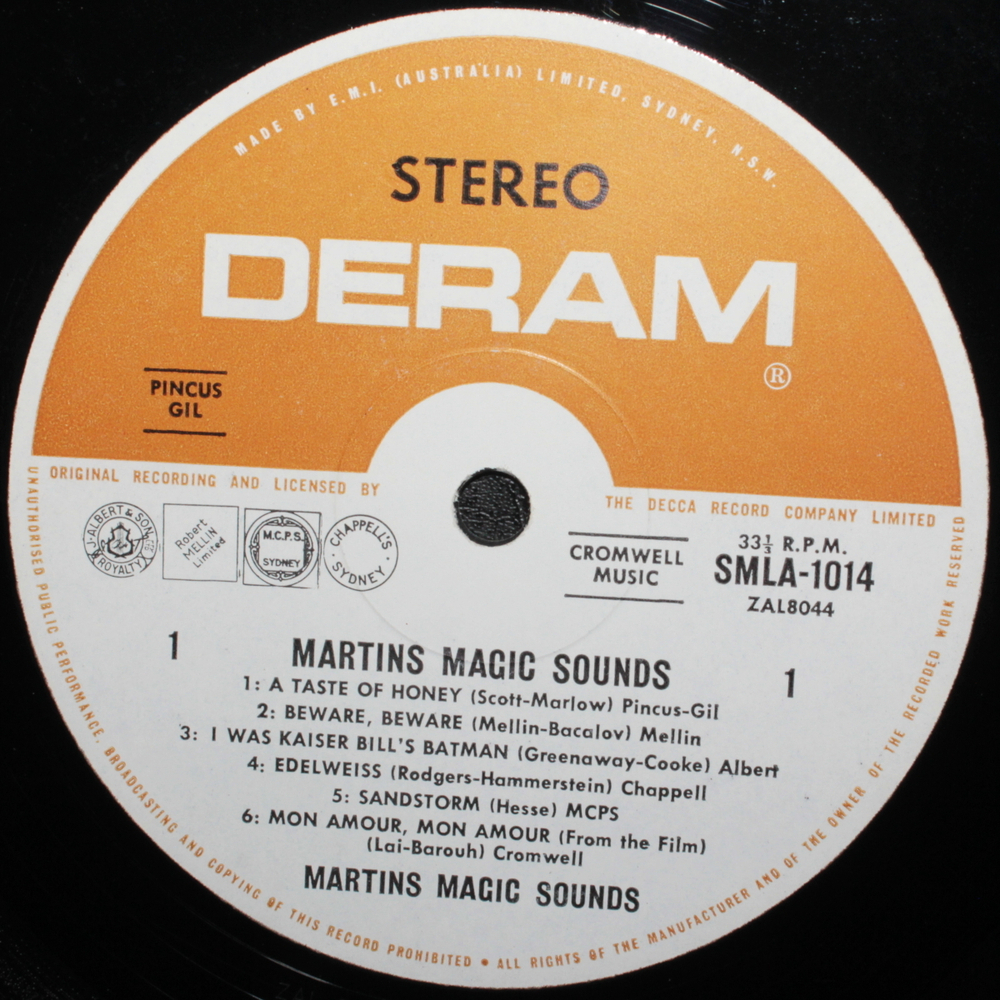 MADE BY E.M.I. (AUSTRALIA) LIMITED, SYDNEY, N.S.W.
STEREO
DERAM
®
PINCUS
GIL
ORIGINAL RECORDING AND LICENSED BY
THE DECCA RECORD COMPANY LIMITED
J. ALBERT & SON
ROYALTY
Robert
MELLIN
Limited
M.C.P.S.
SYDNEY
CHAPPELL'S
SYDNEY
CROMWELL
MUSIC
33⅓ R.P.M.
SMLA-1014
ZAL8044
1
1
MARTINS MAGIC SOUNDS
1: A TASTE OF HONEY (Scott-Marlow) Pincus-Gil
2: BEWARE, BEWARE (Mellin-Bacalov) Mellin
3: I WAS KAISER BILL'S BATMAN (Greenaway-Cooke) Albert
4: EDELWEISS (Rodgers-Hammerstein) Chappell
5: SANDSTORM (Hesse) MCPS
6: MON AMOUR, MON AMOUR (From the Film)
(Lai-Barouh) Cromwell
MARTINS MAGIC SOUNDS
UNAUTHORISED PUBLIC PERFORMANCE, BROADCASTING AND COPYING OF THIS RECORD PROHIBITED • ALL RIGHTS OF THE MANUFACTURER AND OF THE OWNER OF THE RECORDED WORK RESERVED